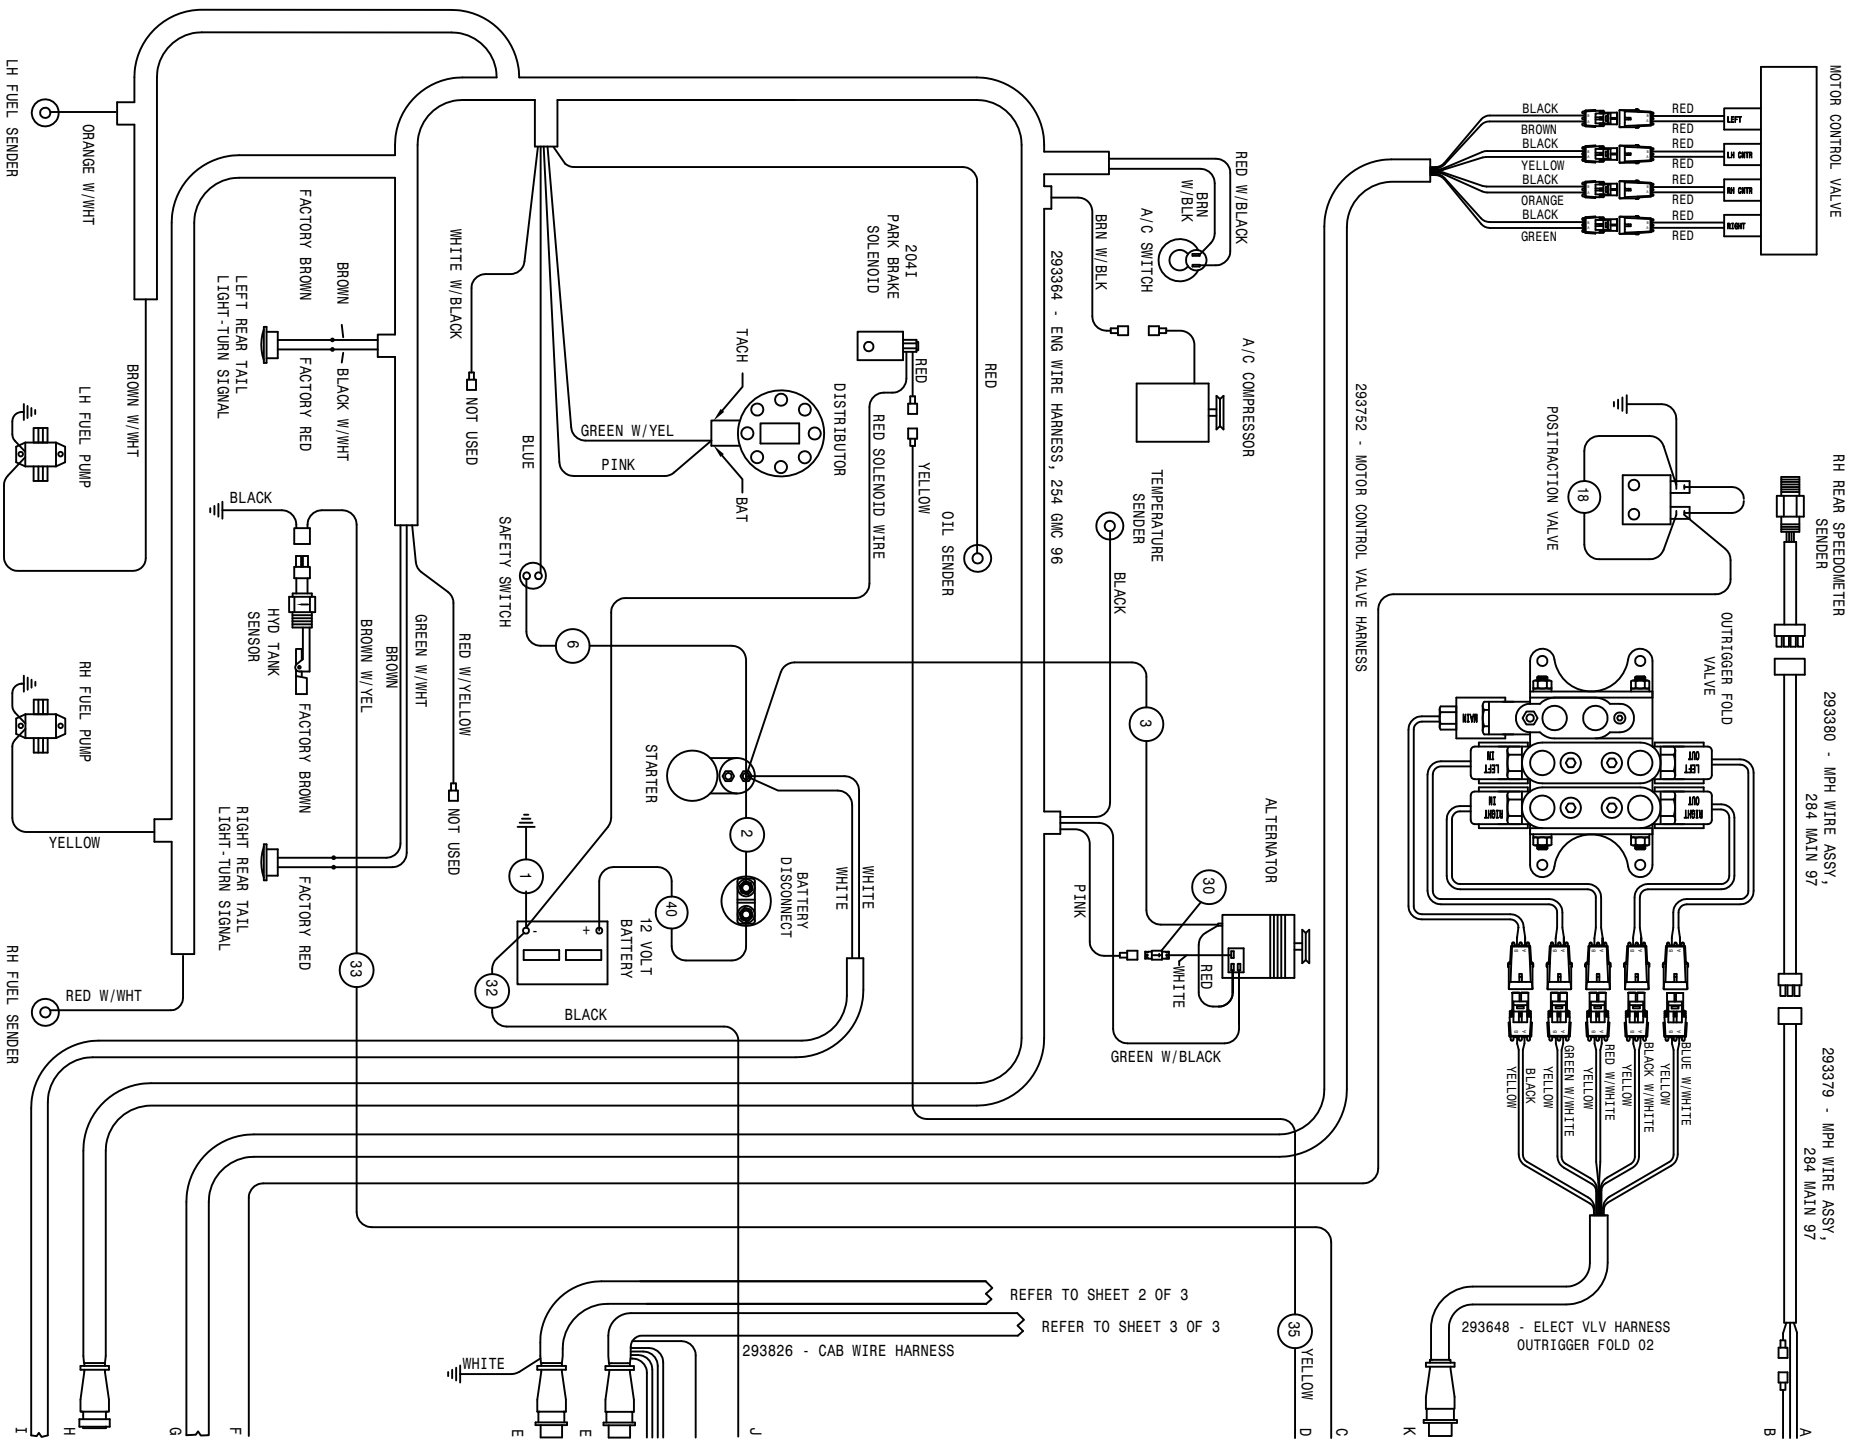 MOTOR CONTROL VALVE
LEFT
LH CNTR
RH CNTR
RIGHT
RED
RED
RED
RED
RED
RED
RED
RED
BLACK
BROWN
BLACK
YELLOW
BLACK
ORANGE
BLACK
GREEN
RH REAR SPEEDOMETER
SENDER
293380 - MPH WIRE ASSY,
284 MAIN 97
293379 - MPH WIRE ASSY,
284 MAIN 97
A
B
POSITRACTION VALVE
18
OUTRIGGER FOLD
VALVE
MAIN
LEFT
IN
RIGHT
IN
LEFT
OUT
RIGHT
OUT
BLUE W/WHITE
YELLOW
BLACK W/WHITE
YELLOW
RED W/WHITE
YELLOW
GREEN W/WHITE
YELLOW
BLACK
YELLOW
293648 - ELECT VLV HARNESS
OUTRIGGER FOLD 02
K
293752 - MOTOR CONTROL VALVE HARNESS
RED W/BLACK
BRN
W/BLK
A/C SWITCH
BRN W/BLK
A/C COMPRESSOR
293364 - ENG WIRE HARNESS, 254 GMC 96
TEMPERATURE
SENDER
BLACK
3
ALTERNATOR
30
PINK
WHITE
RED
GREEN W/BLACK
35
YELLOW
C
D
204I
PARK BRAKE
SOLENOID
RED
RED
YELLOW
RED SOLENOID WIRE
OIL SENDER
DISTRIBUTOR
TACH
BAT
GREEN W/YEL
PINK
BLUE
SAFETY SWITCH
6
WHITE W/BLACK
NOT USED
STARTER
2
BATTERY
DISCONNECT
WHITE
WHITE
1
40
12 VOLT
BATTERY
-
+
32
BLACK
J
REFER TO SHEET 2 OF 3
REFER TO SHEET 3 OF 3
293826 - CAB WIRE HARNESS
WHITE
E
E
LH FUEL SENDER
ORANGE W/WHT
FACTORY BROWN
BROWN
LEFT REAR TAIL
LIGHT-TURN SIGNAL
FACTORY RED
BLACK W/WHT
BROWN W/WHT
LH FUEL PUMP
BLACK
HYD TANK
SENSOR
BROWN W/YEL
BROWN
GREEN W/WHT
RED W/YELLOW
NOT USED
RH FUEL PUMP
YELLOW
FACTORY BROWN
RIGHT REAR TAIL
LIGHT-TURN SIGNAL
FACTORY RED
33
RH FUEL SENDER
RED W/WHT
F
G
H
I